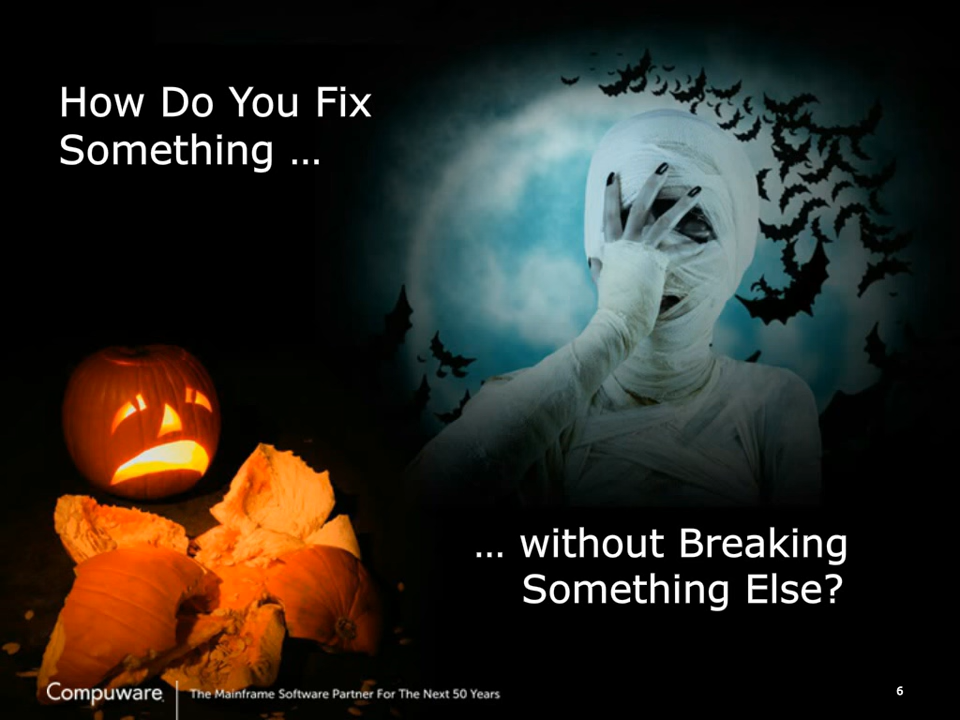 How Do You Fix
Something …
… without Breaking
Something Else?
Compuware
The Mainframe Software Partner For The Next 50 Years
6